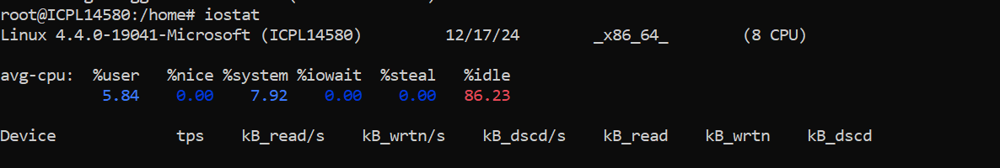 root@ICPL14580:/home# iostat
Linux 4.4.0-19041-Microsoft (ICPL14580) 12/17/24 _x86_64_ (8 CPU)
avg-cpu: %user %nice %system %iowait %steal %idle
5.84 0.00 7.92 0.00 0.00 86.23
Device tps kB_read/s kB_wrtn/s kB_dscd/s kB_read kB_wrtn kB_dscd